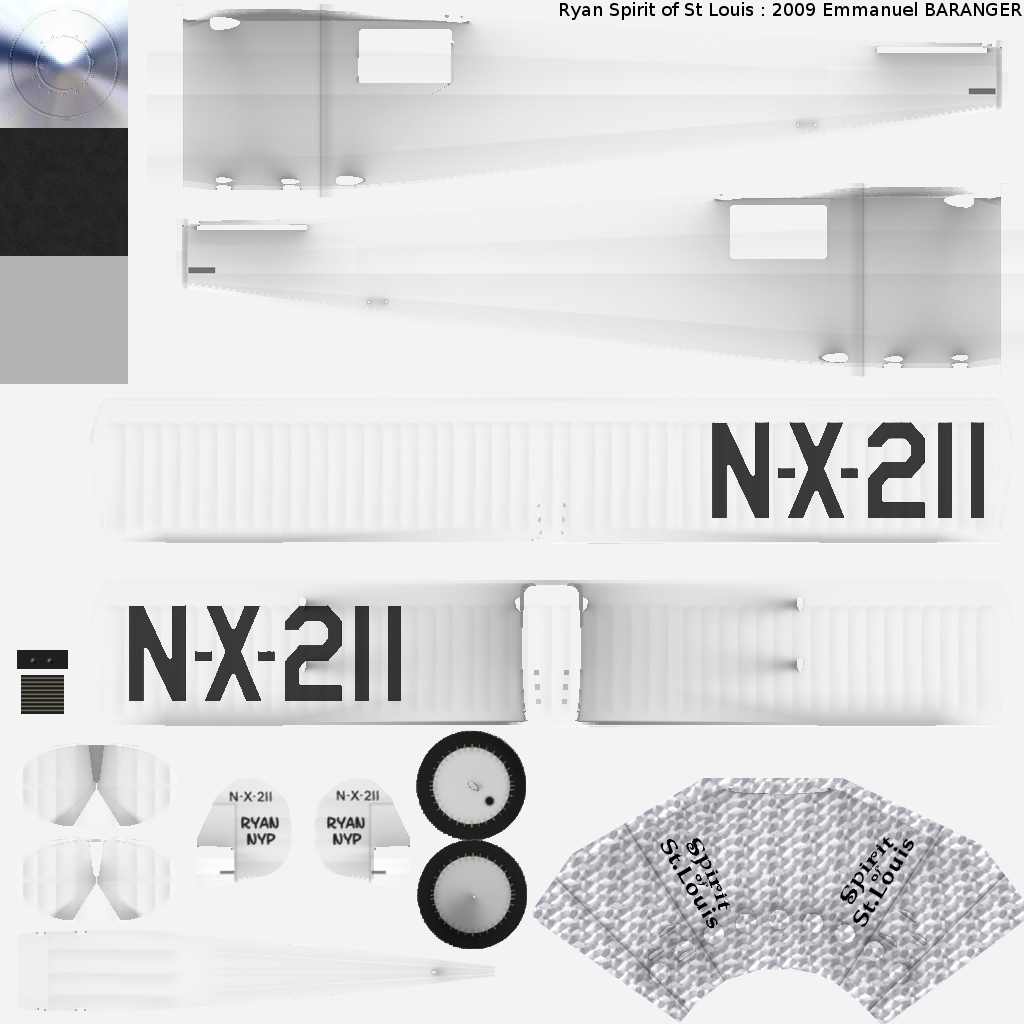 Ryan Spirit of St Louis : 2009 Emmanuel BARANGER
N-X-211
N-X-211
N-X-211
RYAN
NYP
N-X-211
RYAN
NYP
Spirit
of
St.Louis
Spirit
of
St.Louis